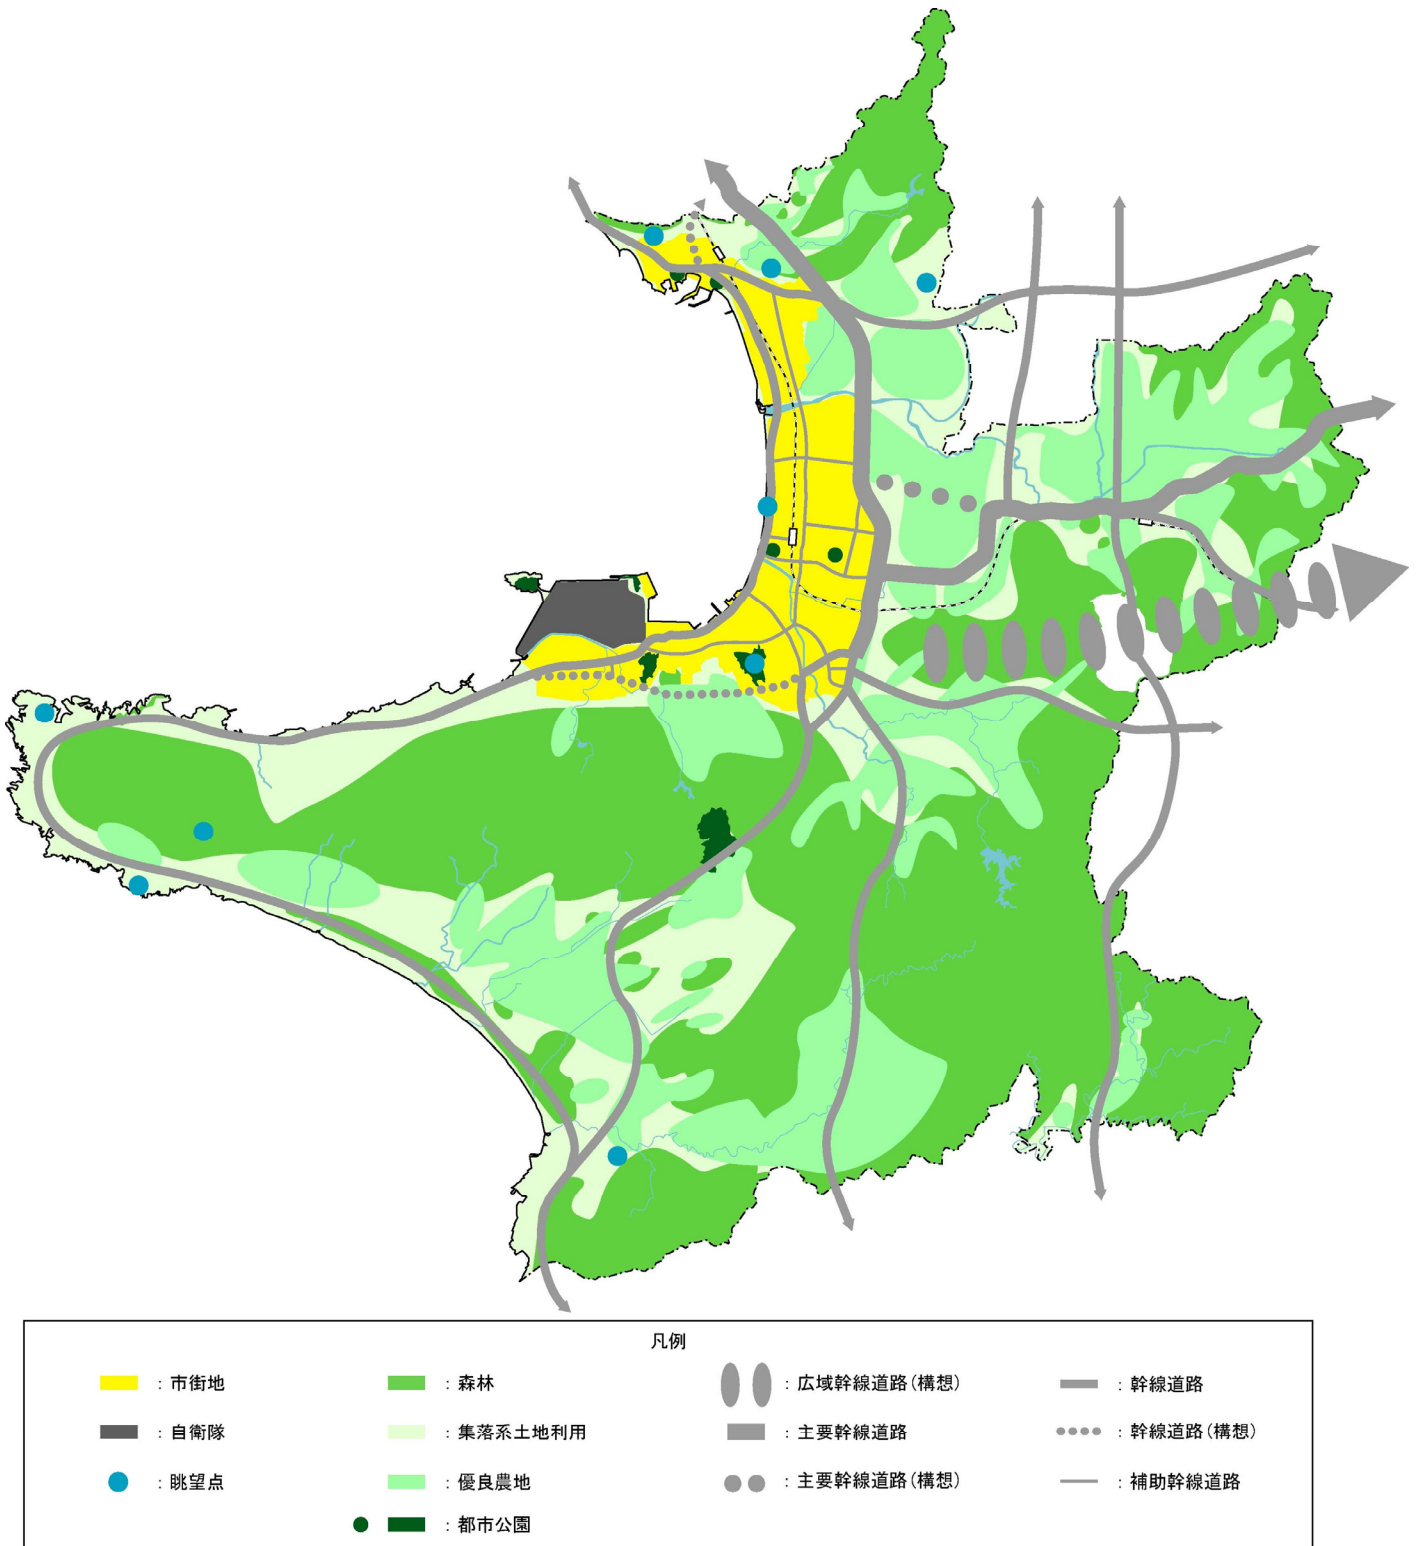 凡例
：市街地
：森林
：広域幹線道路(構想)
：幹線道路
：自衛隊
：集落系土地利用
：主要幹線道路
：幹線道路(構想)
：眺望点
：優良農地
：主要幹線道路(構想)
：補助幹線道路
：都市公園